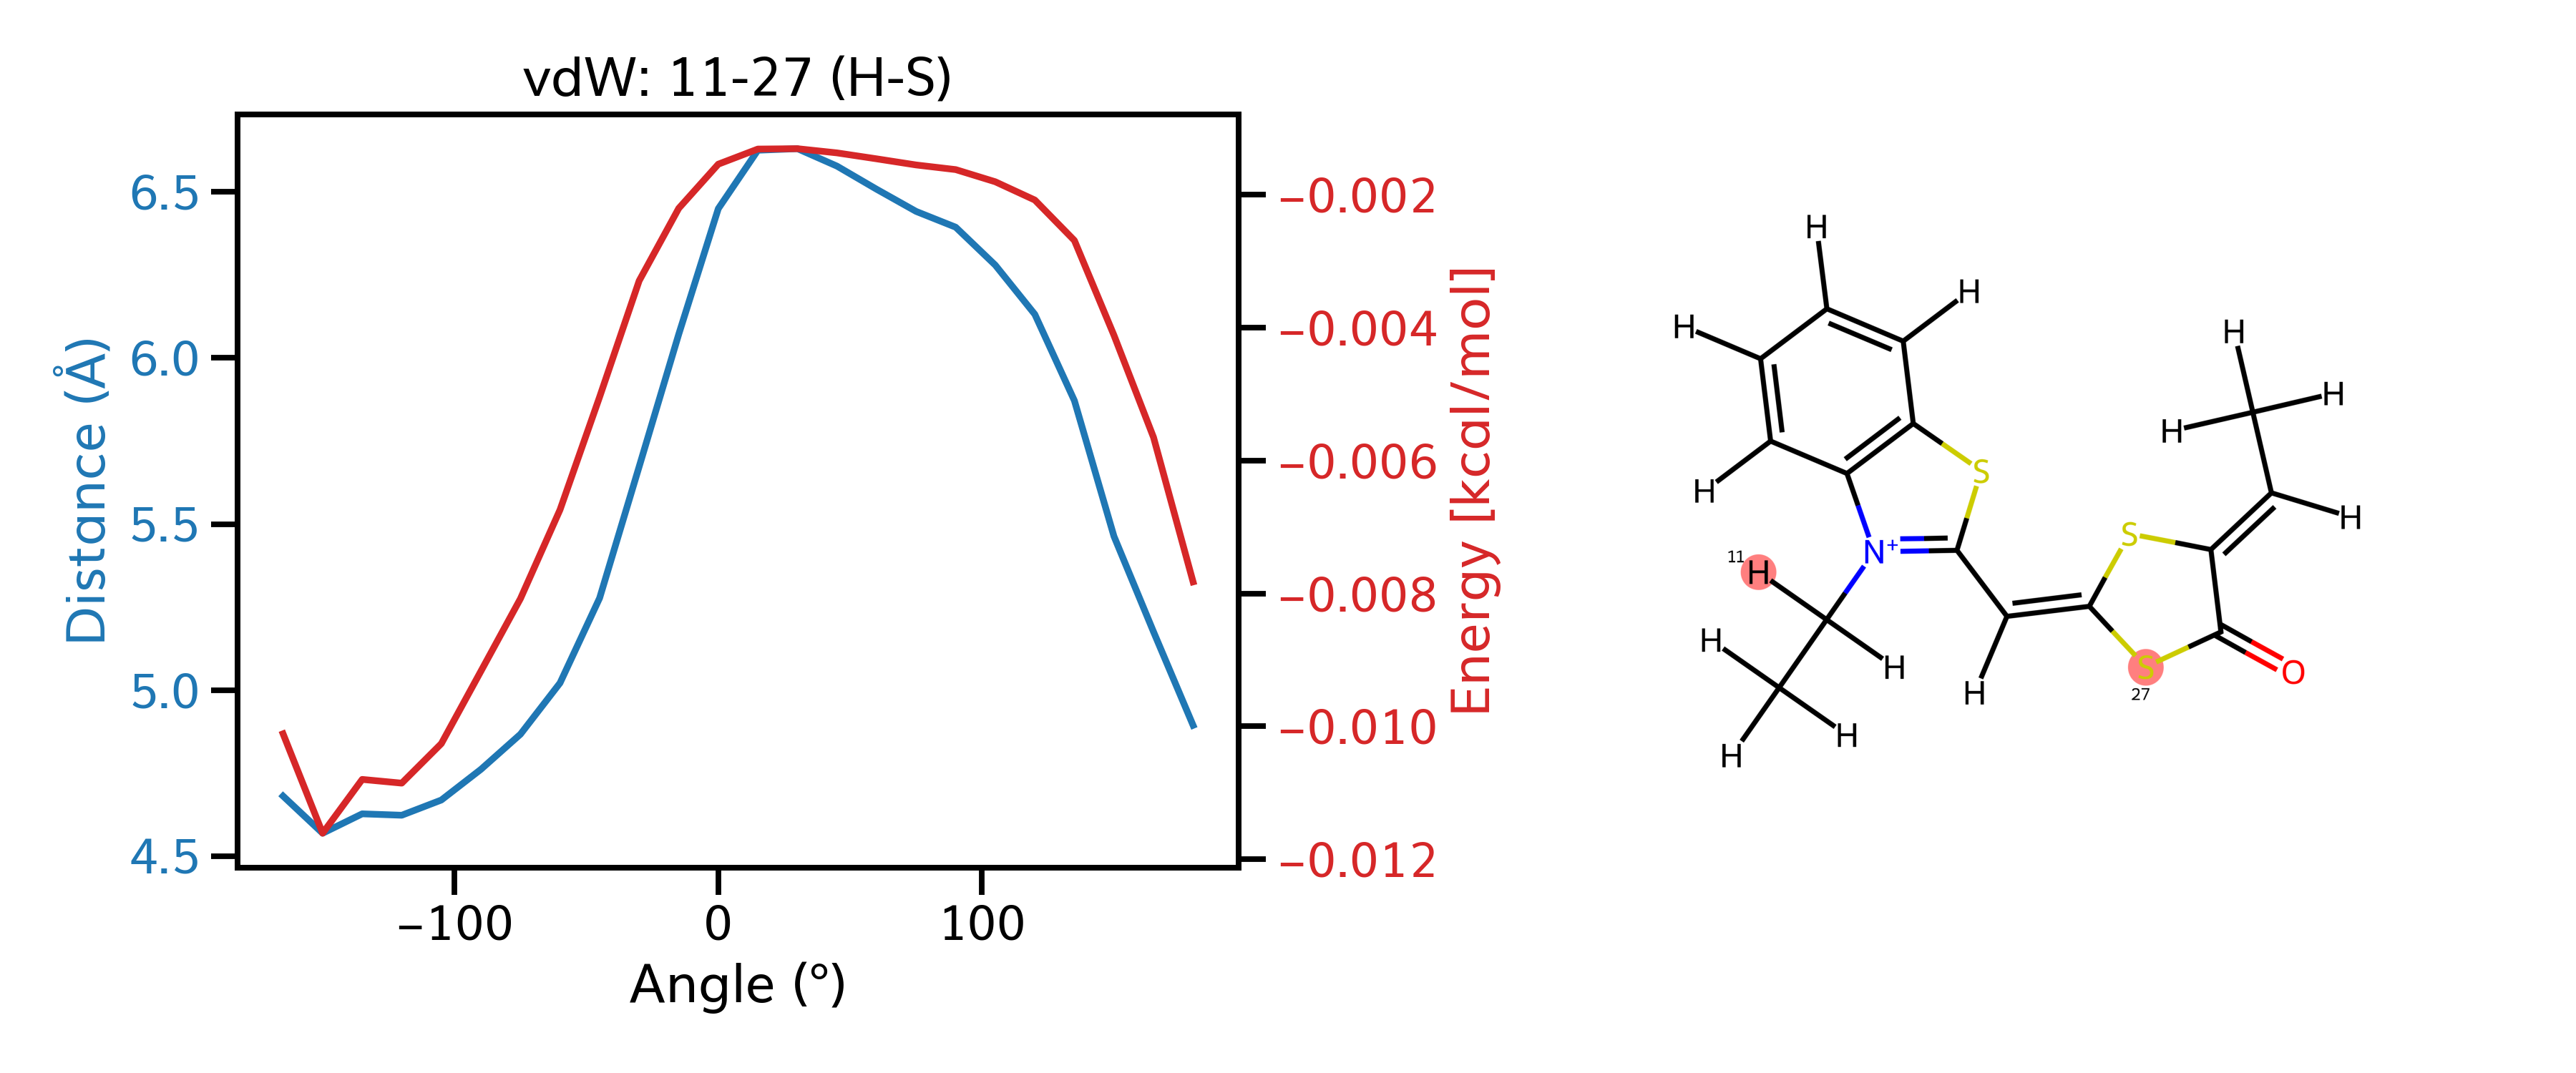 vdW: 11-27 (H-S)
6.5
6.0
5.5
5.0
4.5
Distance (Å)
−0.002
−0.004
−0.006
−0.008
−0.010
−0.012
Energy [kcal/mol]
−100 0 100
Angle (°)
H
H
H
H
H
H
H
S
H
H
S
N⁺
11
H
H
H
S
O
H
27
H
H